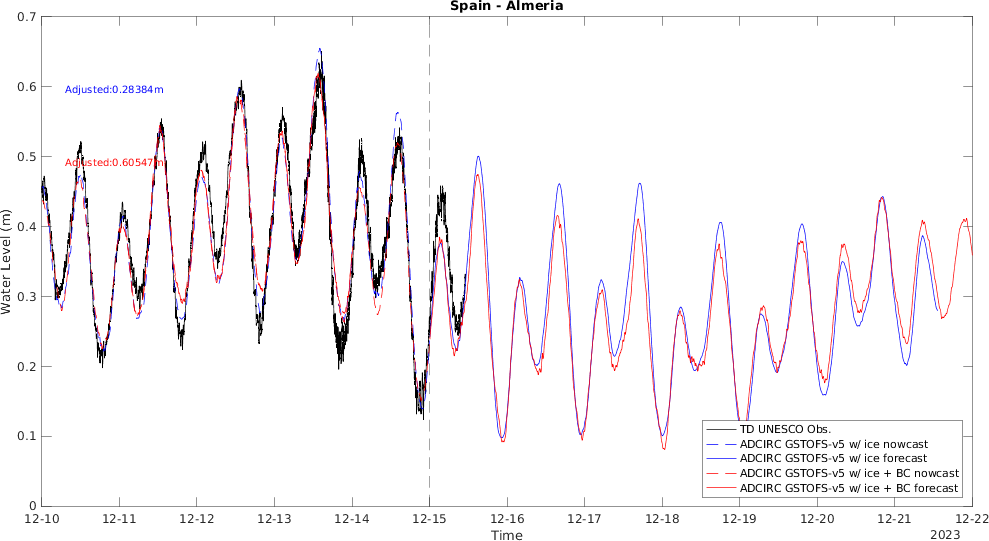 Spain - Almeria
0.7
0.6
0.5
0.4
0.3
0.2
0.1
0
Water Level (m)
Adjusted:0.28384m
Adjusted:0.60547m
TD UNESCO Obs.
ADCIRC GSTOFS-v5 w/ ice nowcast
ADCIRC GSTOFS-v5 w/ ice forecast
ADCIRC GSTOFS-v5 w/ ice + BC nowcast
ADCIRC GSTOFS-v5 w/ ice + BC forecast
12-10 12-11 12-12 12-13 12-14 12-15 12-16 12-17 12-18 12-19 12-20 12-21 12-22
Time
2023